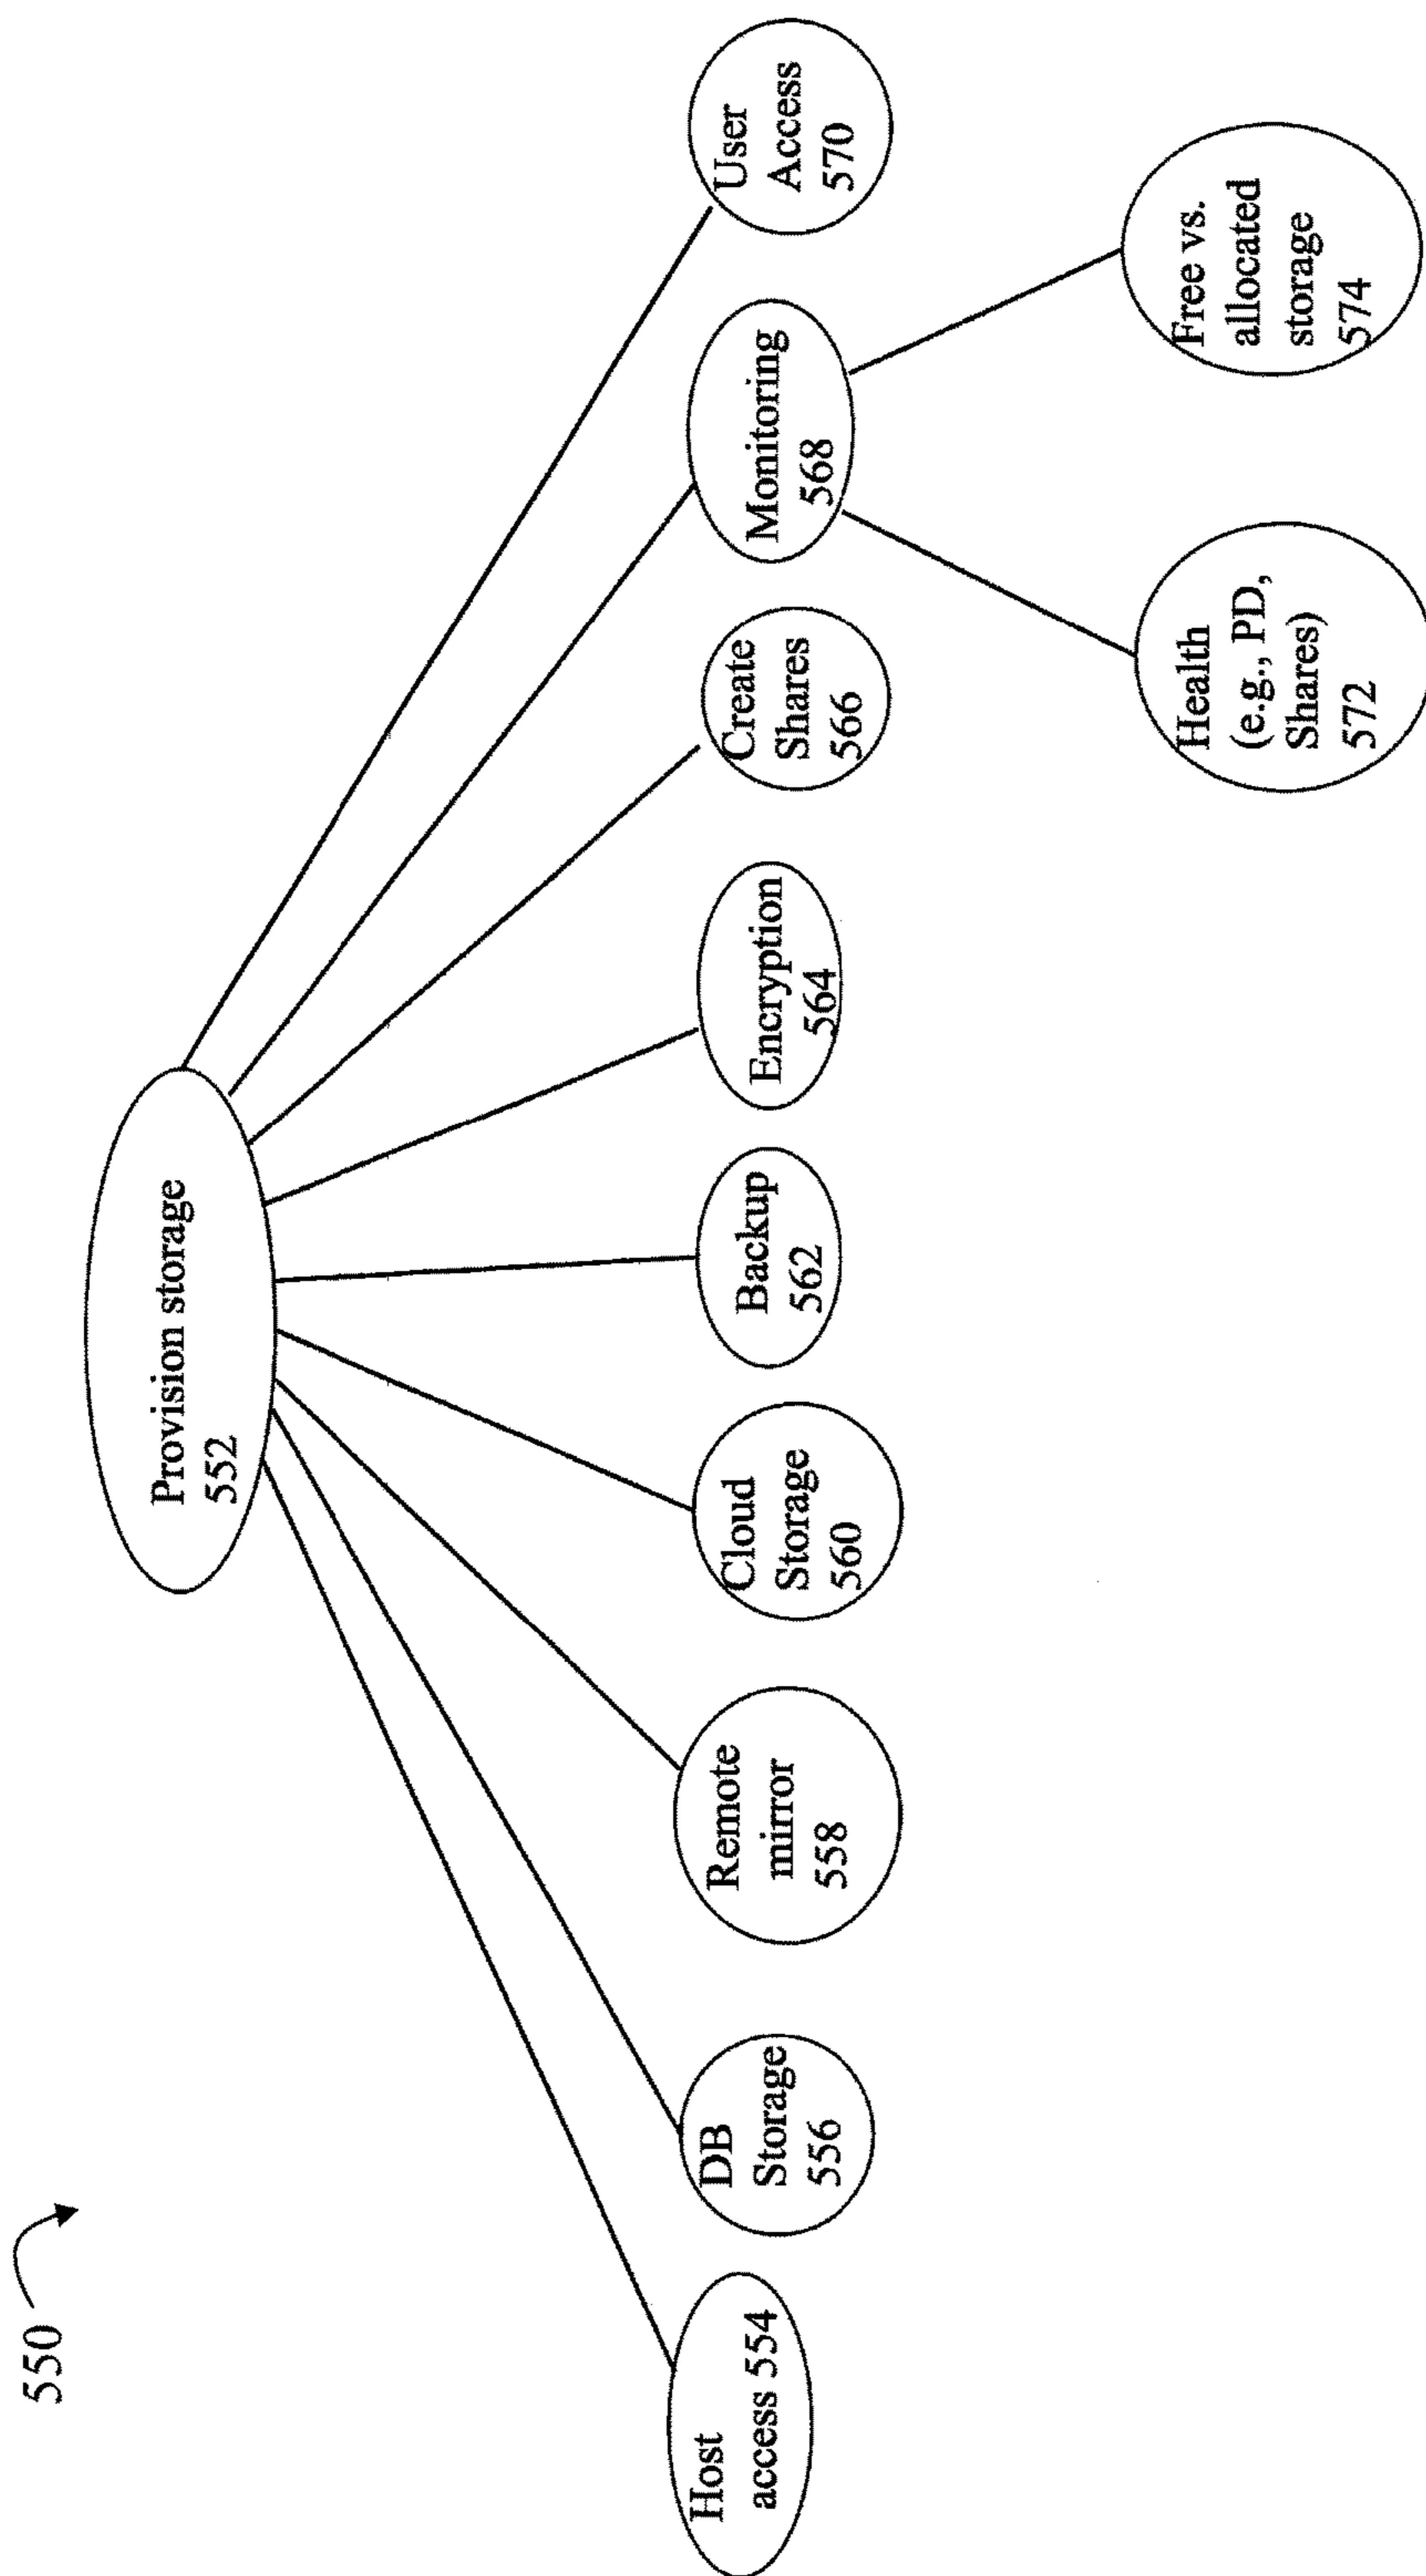 550
Provision storage
552
Host
access 554
DB
Storage
556
Remote
mirror
558
Cloud
Storage
560
Backup
562
Encryption
564
Create
Shares
566
Monitoring
568
User
Access
570
Health
(e.g., PD,
Shares)
572
Free vs.
allocated
storage
574